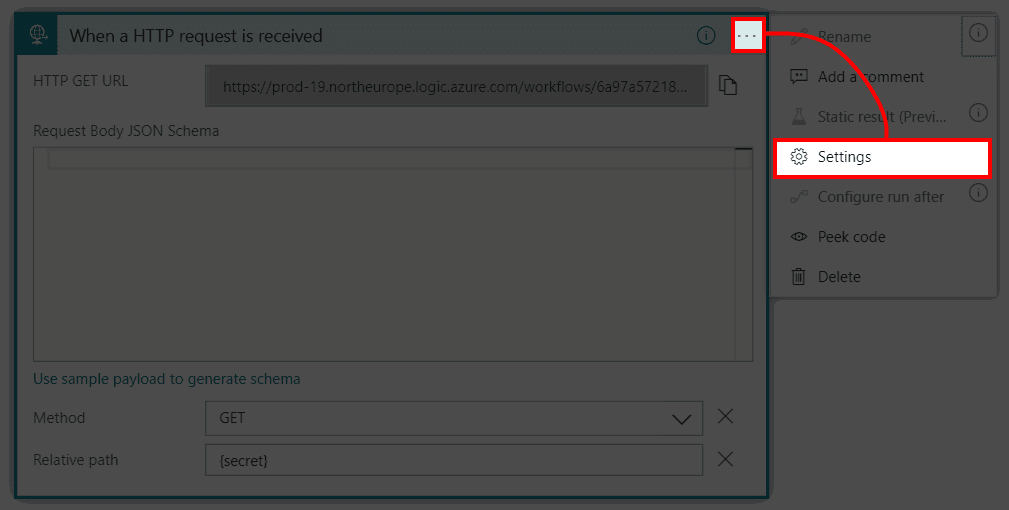 When a HTTP request is received
...
HTTP GET URL
https://prod-19.northeurope.logic.azure.com/workflows/6a97a57218...
Request Body JSON Schema
Use sample payload to generate schema
Method
GET
Relative path
{secret}
Rename
Add a comment
Static result (Previ...
Settings
Configure run after
Peek code
Delete